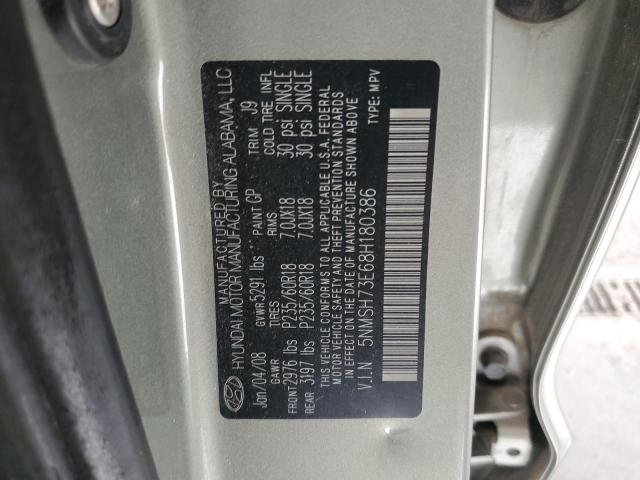 MANUFACTURED BY
HYUNDAI MOTOR MANUFACTURING ALABAMA, LLC
Jan/04/08 GVWR 5291 lbs PAINT GP TRIM J9
GAWR TIRES RIMS COLD TIRE INFL
FRONT 2976 lbs P235/60R18 7.0JX18 30 psi SINGLE
REAR 3197 lbs P235/60R18 7.0JX18 30 psi SINGLE
THIS VEHICLE CONFORMS TO ALL APPLICABLE U.S.A. FEDERAL
MOTOR VEHICLE SAFETY AND THEFT PREVENTION STANDARDS
IN EFFECT ON THE DATE OF MANUFACTURE SHOWN ABOVE
V.I.N 5NMSH73E68H180386 TYPE: MPV